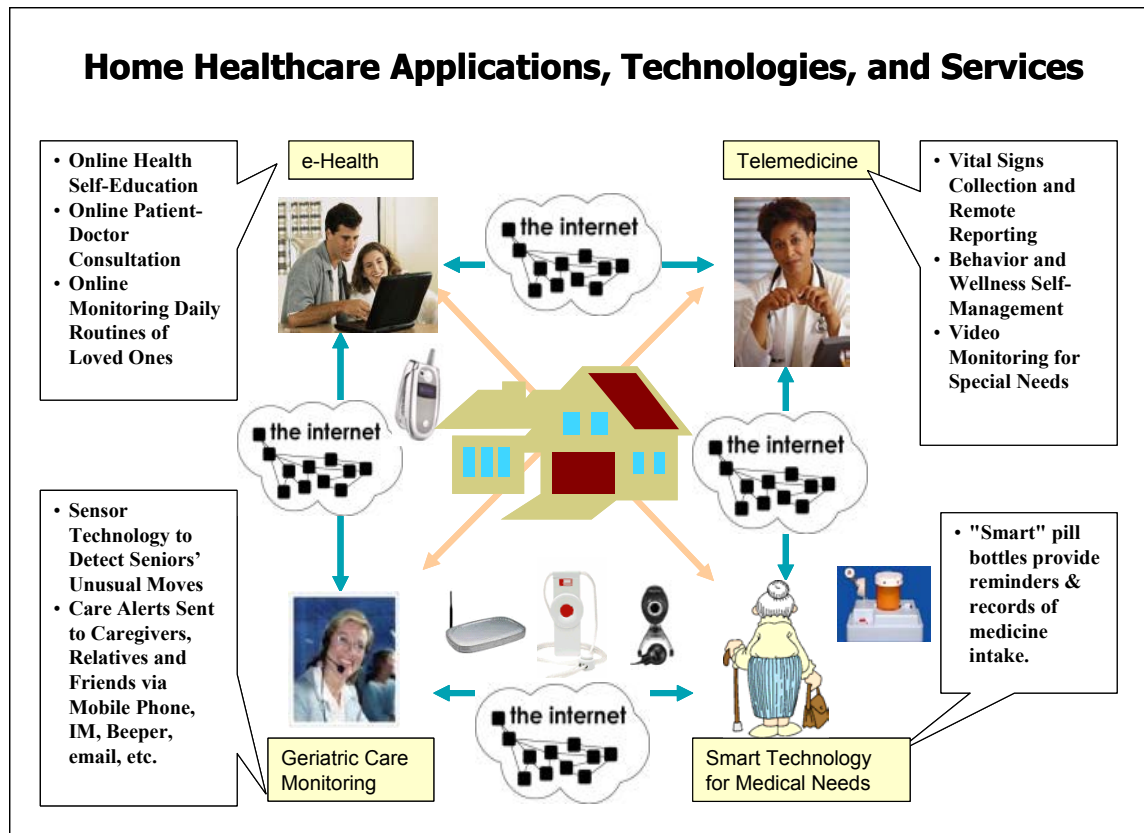 Home Healthcare Applications, Technologies, and Services
• Online Health
Self-Education
• Online Patient-
Doctor
Consultation
• Online
Monitoring Daily
Routines of
Loved Ones
e-Health
the internet
Telemedicine
• Vital Signs
Collection and
Remote
Reporting
• Behavior and
Wellness Self-
Management
• Video
Monitoring for
Special Needs
the internet
the internet
• Sensor
Technology to
Detect Seniors’
Unusual Moves
• Care Alerts Sent
to Caregivers,
Relatives and
Friends via
Mobile Phone,
IM, Beeper,
email, etc.
Geriatric Care
Monitoring
the internet
Smart Technology
for Medical Needs
• "Smart" pill
bottles provide
reminders &
records of
medicine
intake.